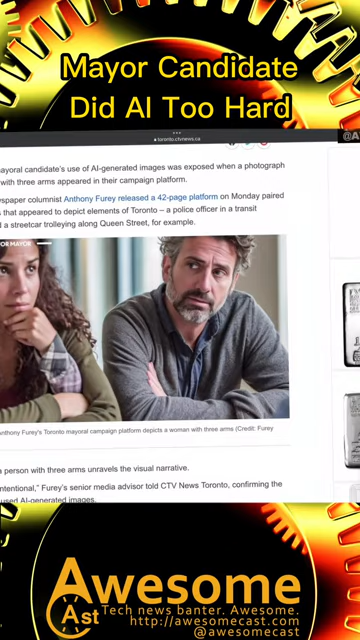 Mayor Candidate
Did AI Too Hard
toronto.ctvnews.ca
@A
ayoral candidate's use of AI-generated images was exposed when a photograph
with three arms appeared in their campaign platform.
wspaper columnist Anthony Furey released a 42-page platform on Monday paired
s that appeared to depict elements of Toronto – a police officer in a transit
d a streetcar trolleying along Queen Street, for example.
OR MAYOR
Anthony Furey's Toronto mayoral campaign platform depicts a woman with three arms (Credit: Furey
a person with three arms unravels the visual narrative.
ntentional," Furey's senior media advisor told CTV News Toronto, confirming the
used AI-generated images.
Awesome
Cast
Tech news banter. Awesome.
http://awesomecast.com
@awesomecast